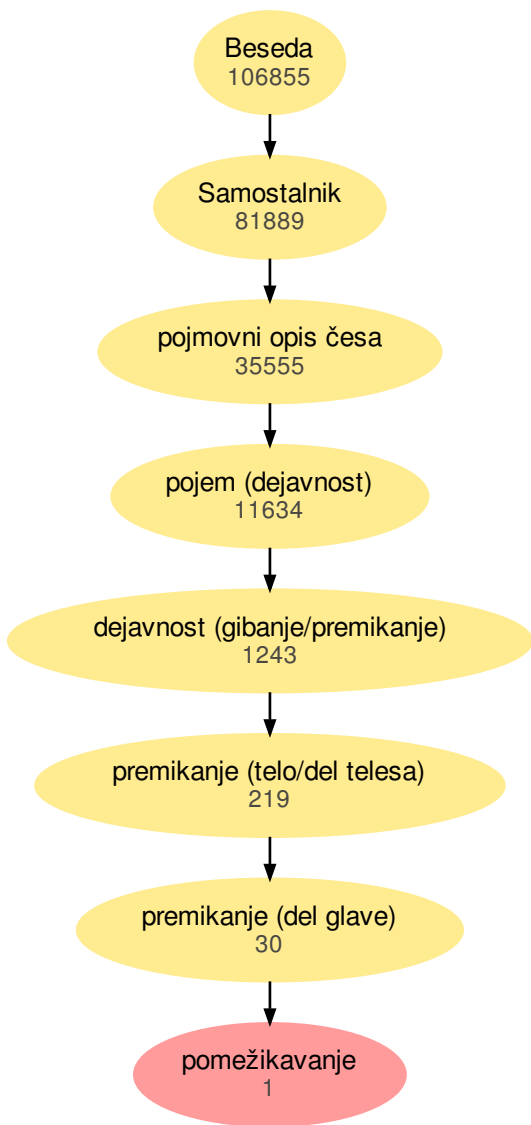 Beseda
106855
Samostalnik
81889
pojmovni opis česa
35555
pojem (dejavnost)
11634
dejavnost (gibanje/premikanje)
1243
premikanje (telo/del telesa)
219
premikanje (del glave)
30
pomežikavanje
1